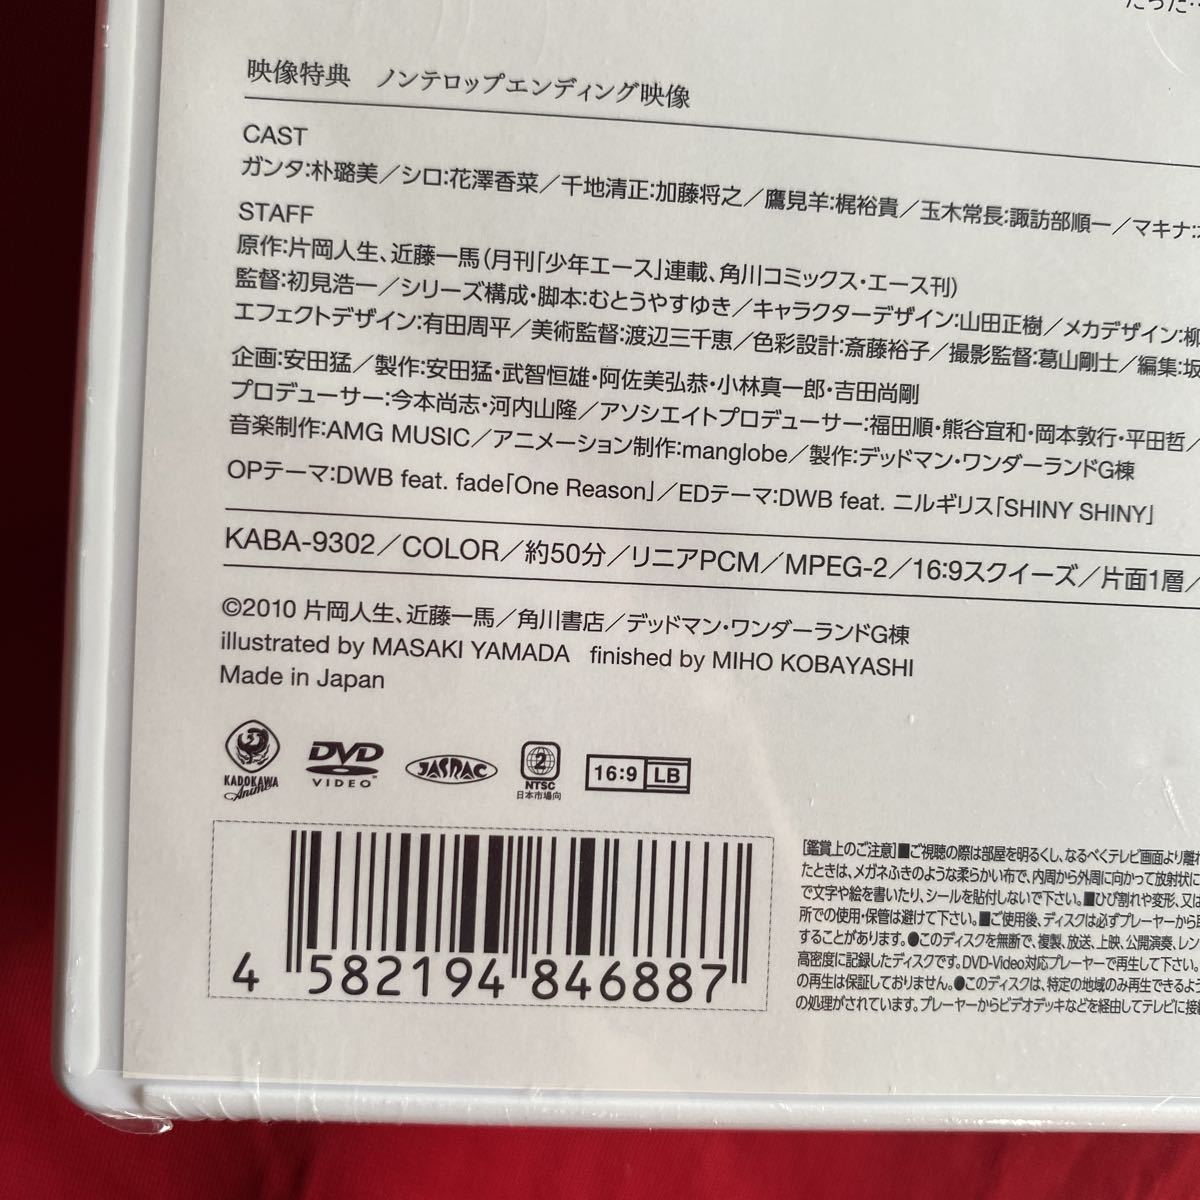 だった…
映像特典　ノンテロップエンディング映像
CAST
ガンタ:朴璐美／シロ:花澤香菜／千地清正:加藤将之／鷹見羊:梶裕貴／玉木常長:諏訪部順一／マキナ:
STAFF
原作:片岡人生、近藤一馬(月刊「少年エース」連載、角川コミックス・エース刊)
監督:初見浩一／シリーズ構成・脚本:むとうやすゆき／キャラクターデザイン:山田正樹／メカデザイン:柳
エフェクトデザイン:有田周平／美術監督:渡辺三千恵／色彩設計:斎藤裕子／撮影監督:葛山剛士／編集:坂
企画:安田猛／製作:安田猛・武智恒雄・阿佐美弘恭・小林真一郎・吉田尚剛
プロデューサー:今本尚志・河内山隆／アソシエイトプロデューサー:福田順・熊谷宜和・岡本敦行・平田哲／
音楽制作:AMG MUSIC／アニメーション制作:manglobe／製作:デッドマン・ワンダーランドG棟
OPテーマ:DWB feat. fade「One Reason」／EDテーマ:DWB feat. ニルギリス「SHINY SHINY」
KABA-9302／COLOR／約50分／リニアPCM／MPEG-2／16:9スクイーズ／片面1層／
©2010 片岡人生、近藤一馬／角川書店／デッドマン・ワンダーランドG棟
illustrated by MASAKI YAMADA finished by MIHO KOBAYASHI
Made in Japan
KADOKAWA Anime
DVD VIDEO
JASRAC
2 NTSC 日本市場向
16:9 LB
4 582194 846887
[鑑賞上のご注意]■ご視聴の際は部屋を明るくし、なるべくテレビ画面より離れ
たときは、メガネふきのような柔らかい布で、内周から外周に向かって放射状に
で文字や絵を書いたり、シールを貼付しないで下さい。■ひび割れや変形、又は
所での使用・保管は避けて下さい。■ご使用後、ディスクは必ずプレーヤーから
することがあります。●このディスクを無断で、複製、放送、上映、公開演奏、レン
高密度に記録したディスクです。DVD-Video対応プレーヤーで再生して下さい。
の再生は保証しておりません。●このディスクは、特定の地域のみ再生できるよう
の処理がされています。プレーヤーからビデオデッキなどを経由してテレビに接続